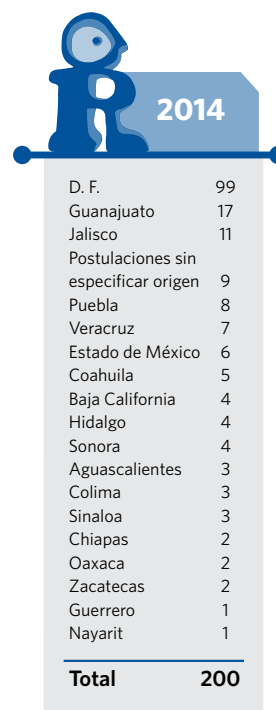 R
2014
D. F. 99
Guanajuato 17
Jalisco 11
Postulaciones sin
especificar origen 9
Puebla 8
Veracruz 7
Estado de México 6
Coahuila 5
Baja California 4
Hidalgo 4
Sonora 4
Aguascalientes 3
Colima 3
Sinaloa 3
Chiapas 2
Oaxaca 2
Zacatecas 2
Guerrero 1
Nayarit 1
Total 200